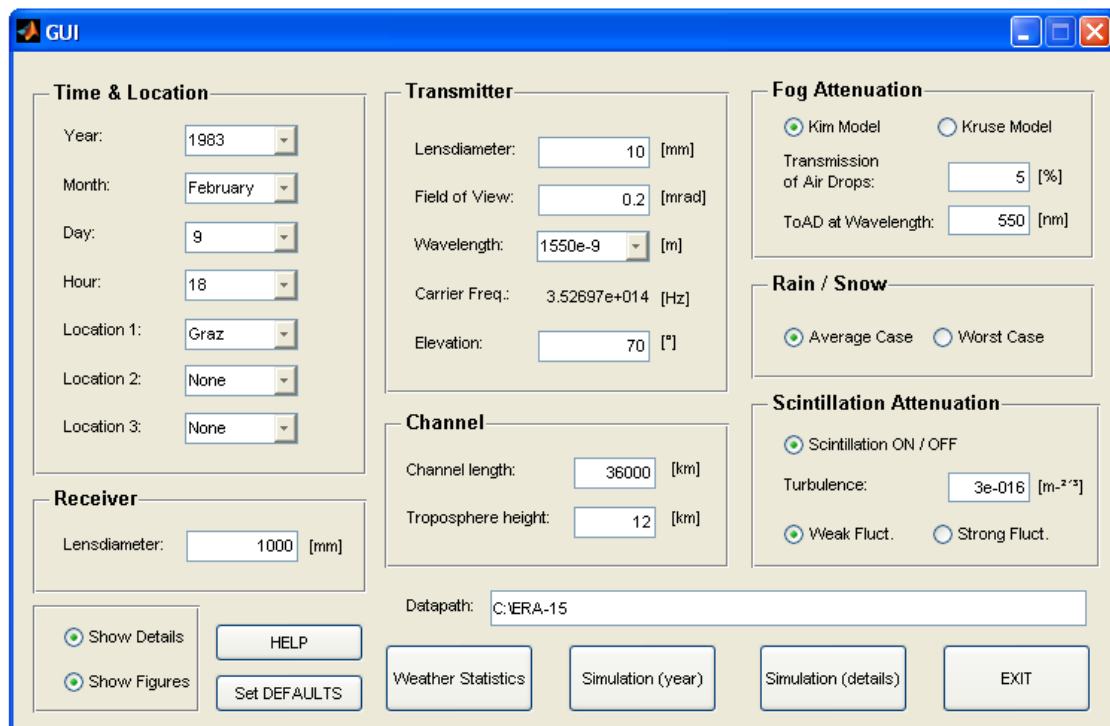 GUI
Time & Location
Year: 1983
Month: February
Day: 9
Hour: 18
Location 1: Graz
Location 2: None
Location 3: None
Receiver
Lensdiameter: 1000 [mm]
Show Details
Show Figures
HELP
Set DEFAULTS
Transmitter
Lensdiameter: 10 [mm]
Field of View: 0.2 [mrad]
Wavelength: 1550e-9 [m]
Carrier Freq.: 3.52697e+014 [Hz]
Elevation: 70 [°]
Channel
Channel length: 36000 [km]
Troposphere height: 12 [km]
Fog Attenuation
Kim Model Kruse Model
Transmission
of Air Drops: 5 [%]
ToAD at Wavelength: 550 [nm]
Rain / Snow
Average Case Worst Case
Scintillation Attenuation
Scintillation ON / OFF
Turbulence: 3e-016 [m-²´³]
Weak Fluct. Strong Fluct.
Datapath: C:\ERA-15
Weather Statistics Simulation (year) Simulation (details) EXIT